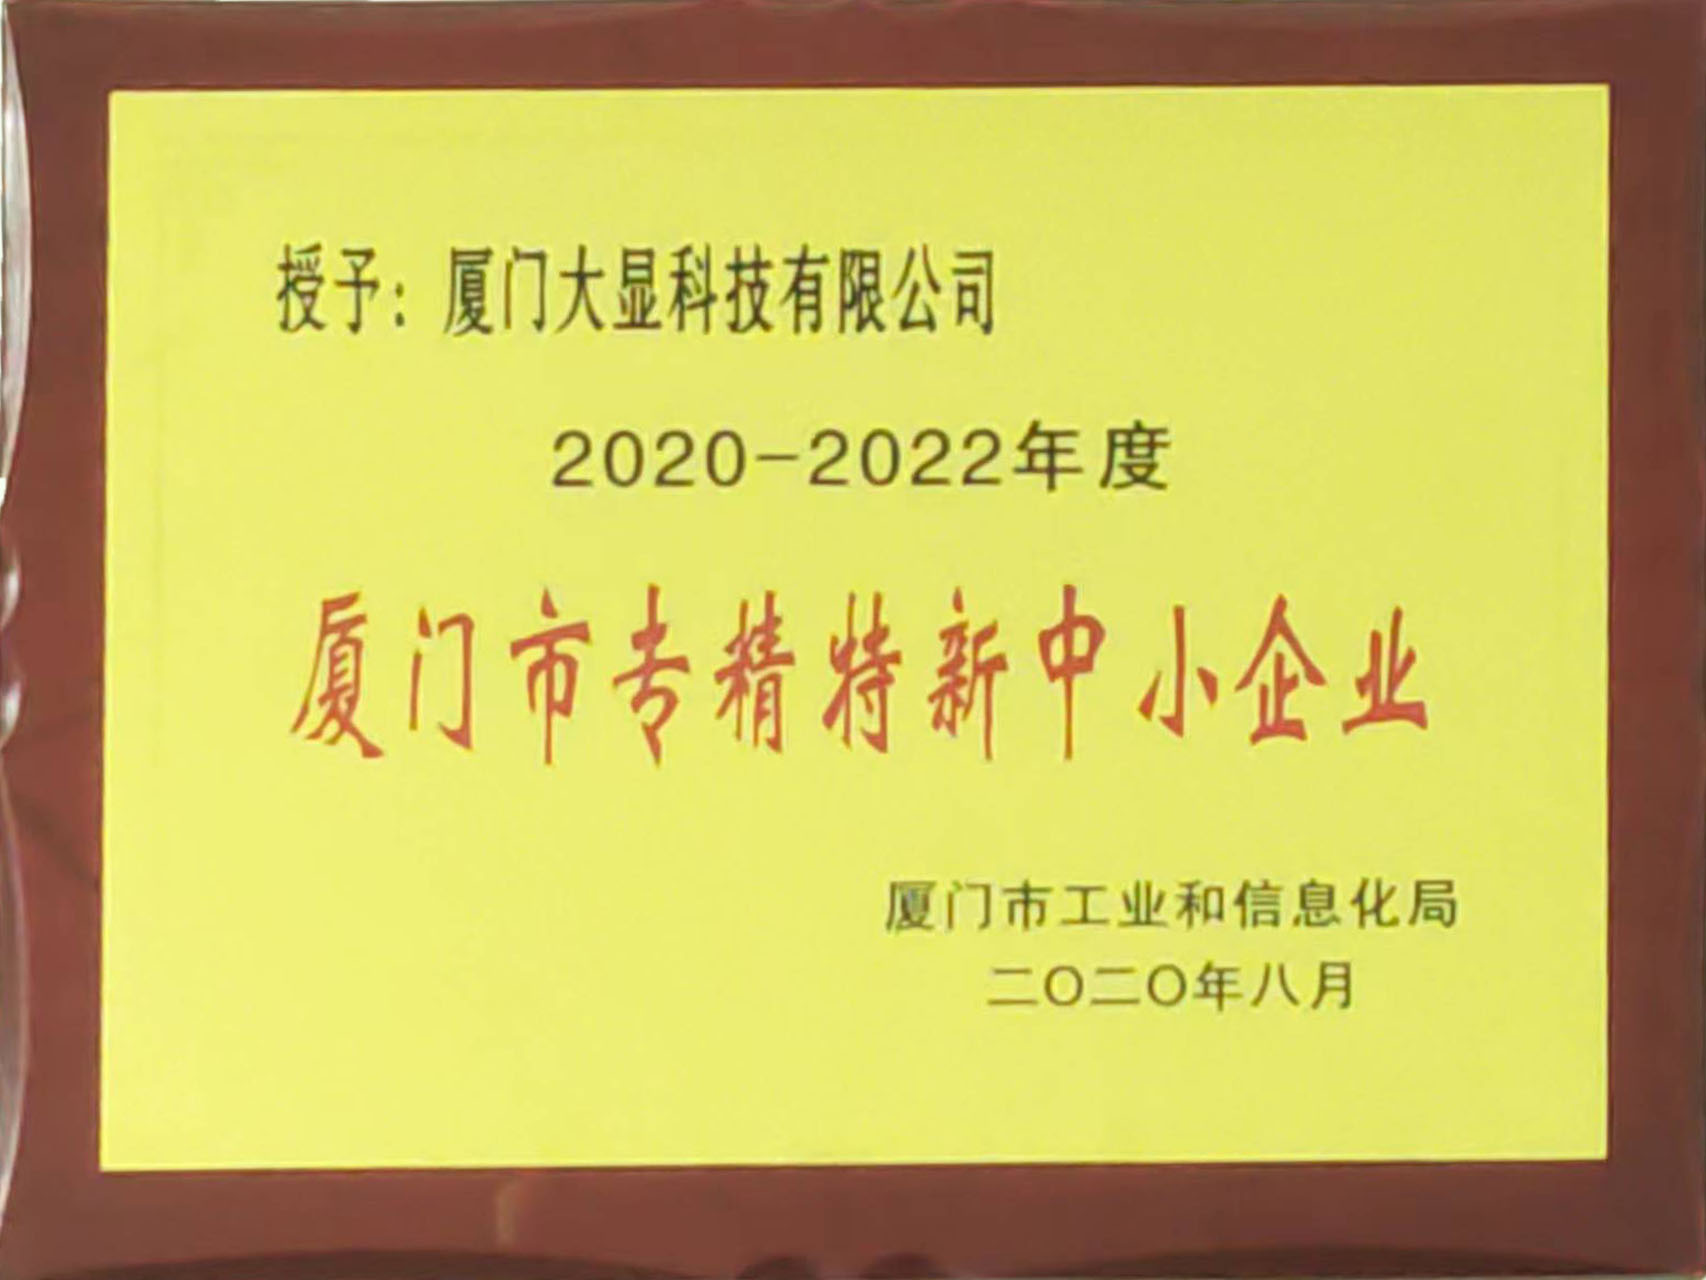 授予：厦门大显科技有限公司
2020-2022年度
厦门市专精特新中小企业
厦门市工业和信息化局
二〇二〇年八月